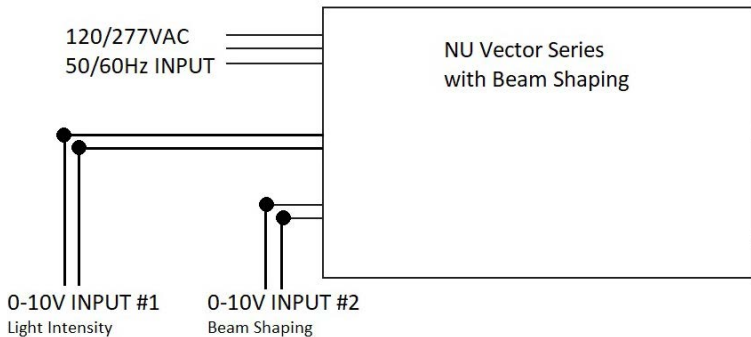 120/277VAC
50/60Hz INPUT
NU Vector Series
with Beam Shaping
0-10V INPUT #1
Light Intensity
0-10V INPUT #2
Beam Shaping